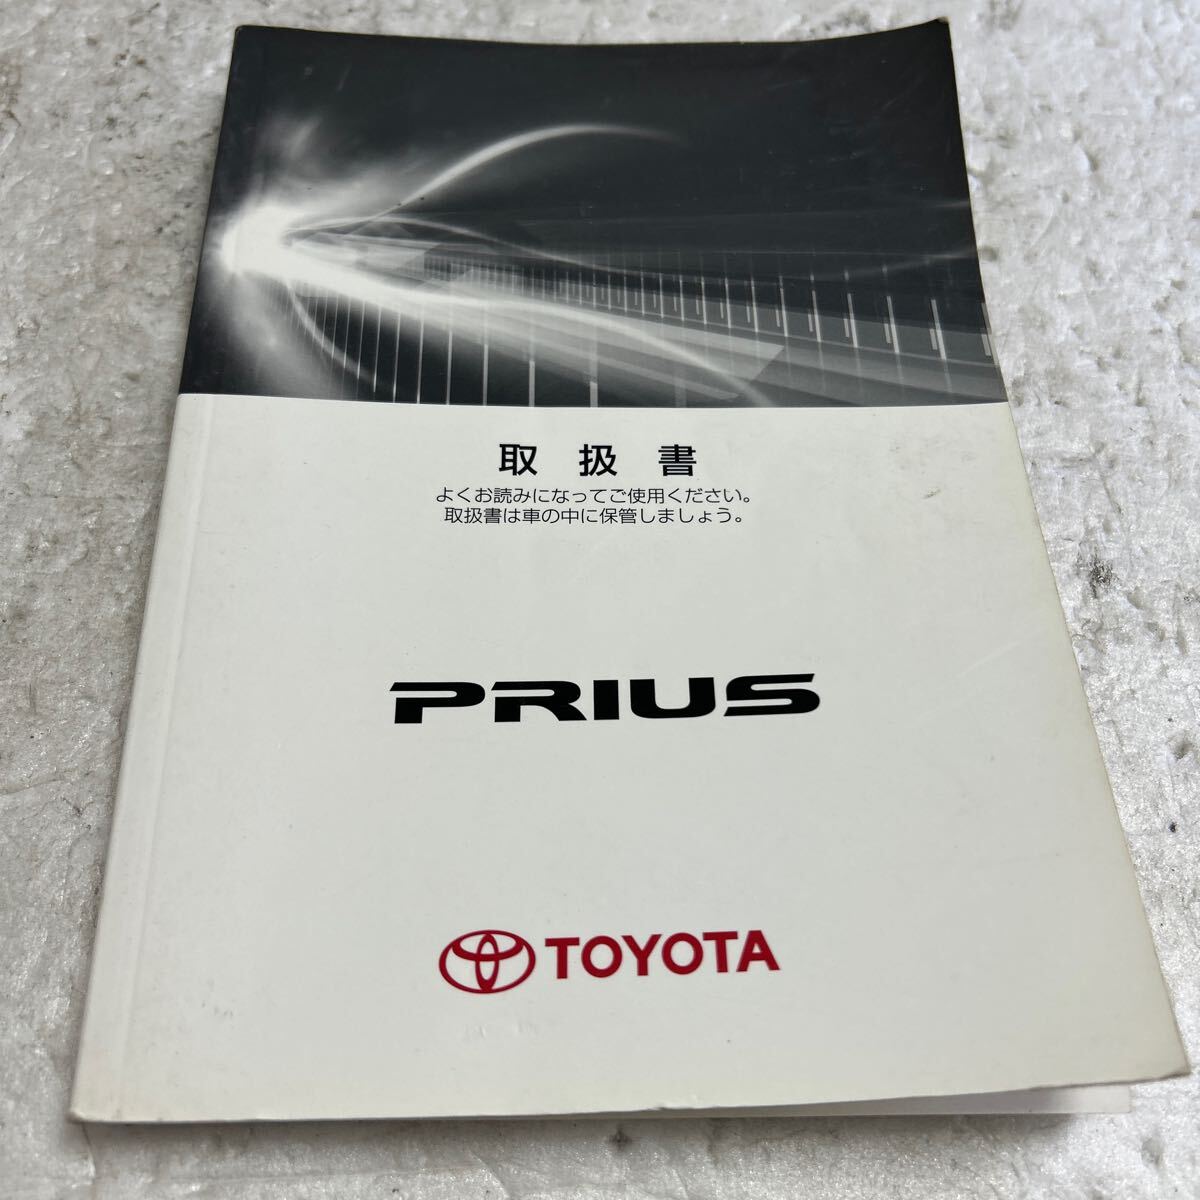 取扱書
よくお読みになってご使用ください。
取扱書は車の中に保管しましょう。
PRIUS
TOYOTA